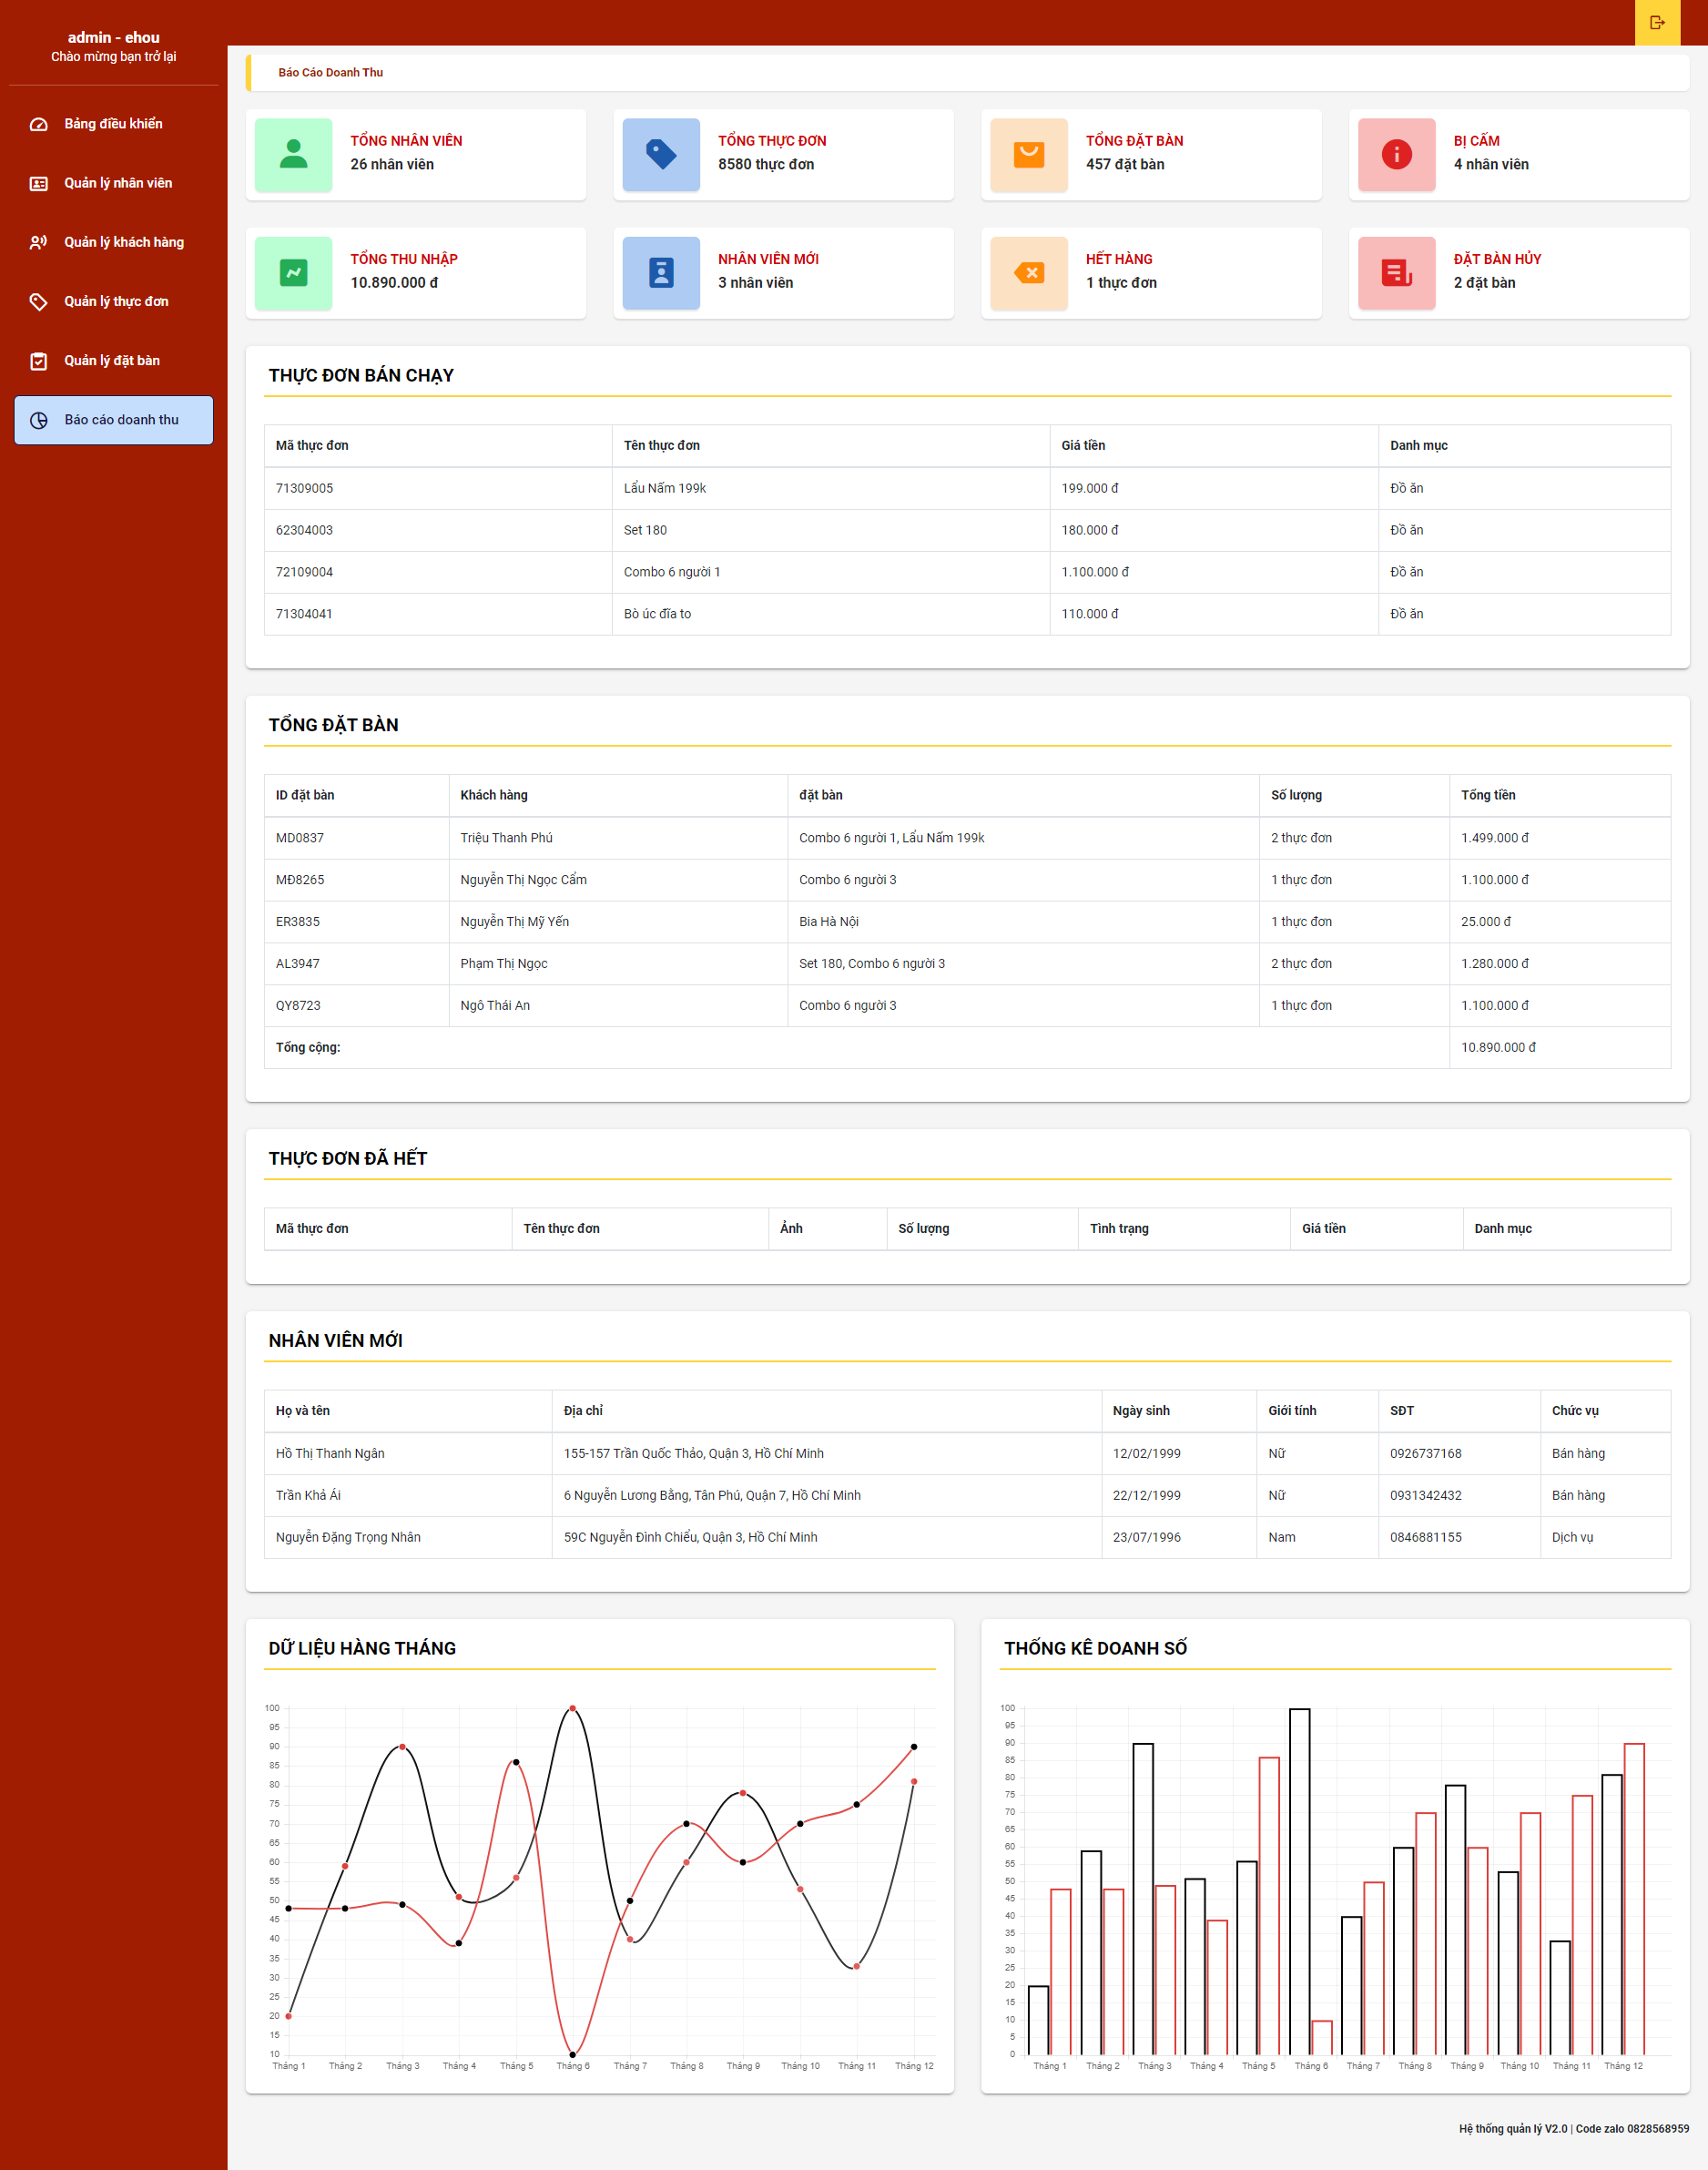 admin - ehou
Chào mừng bạn trở lại
Bảng điều khiển
Quản lý nhân viên
Quản lý khách hàng
Quản lý thực đơn
Quản lý đặt bàn
Báo cáo doanh thu
Báo Cáo Doanh Thu
TỔNG NHÂN VIÊN
26 nhân viên
TỔNG THỰC ĐƠN
8580 thực đơn
TỔNG ĐẶT BÀN
457 đặt bàn
BỊ CẤM
4 nhân viên
TỔNG THU NHẬP
10.890.000 đ
NHÂN VIÊN MỚI
3 nhân viên
HẾT HÀNG
1 thực đơn
ĐẶT BÀN HỦY
2 đặt bàn
THỰC ĐƠN BÁN CHẠY
Mã thực đơn Tên thực đơn Giá tiền Danh mục
71309005 Lẩu Nấm 199k 199.000 đ Đồ ăn
62304003 Set 180 180.000 đ Đồ ăn
72109004 Combo 6 người 1 1.100.000 đ Đồ ăn
71304041 Bò úc đĩa to 110.000 đ Đồ ăn
TỔNG ĐẶT BÀN
ID đặt bàn Khách hàng đặt bàn Số lượng Tổng tiền
MD0837 Triệu Thanh Phú Combo 6 người 1, Lẩu Nấm 199k 2 thực đơn 1.499.000 đ
MĐ8265 Nguyễn Thị Ngọc Cẩm Combo 6 người 3 1 thực đơn 1.100.000 đ
ER3835 Nguyễn Thị Mỹ Yến Bia Hà Nội 1 thực đơn 25.000 đ
AL3947 Phạm Thị Ngọc Set 180, Combo 6 người 3 2 thực đơn 1.280.000 đ
QY8723 Ngô Thái An Combo 6 người 3 1 thực đơn 1.100.000 đ
Tổng cộng: 10.890.000 đ
THỰC ĐƠN ĐÃ HẾT
Mã thực đơn Tên thực đơn Ảnh Số lượng Tình trạng Giá tiền Danh mục
NHÂN VIÊN MỚI
Họ và tên Địa chỉ Ngày sinh Giới tính SĐT Chức vụ
Hồ Thị Thanh Ngân 155-157 Trần Quốc Thảo, Quận 3, Hồ Chí Minh 12/02/1999 Nữ 0926737168 Bán hàng
Trần Khả Ái 6 Nguyễn Lương Bằng, Tân Phú, Quận 7, Hồ Chí Minh 22/12/1999 Nữ 0931342432 Bán hàng
Nguyễn Đặng Trọng Nhân 59C Nguyễn Đình Chiểu, Quận 3, Hồ Chí Minh 23/07/1996 Nam 0846881155 Dịch vụ
DỮ LIỆU HÀNG THÁNG
100
95
90
85
80
75
70
65
60
55
50
45
40
35
30
25
20
15
10
Tháng 1 Tháng 2 Tháng 3 Tháng 4 Tháng 5 Tháng 6 Tháng 7 Tháng 8 Tháng 9 Tháng 10 Tháng 11 Tháng 12
THỐNG KÊ DOANH SỐ
100
95
90
85
80
75
70
65
60
55
50
45
40
35
30
25
20
15
10
5
0
Tháng 1 Tháng 2 Tháng 3 Tháng 4 Tháng 5 Tháng 6 Tháng 7 Tháng 8 Tháng 9 Tháng 10 Tháng 11 Tháng 12
Hệ thống quản lý V2.0 | Code zalo 0828568959